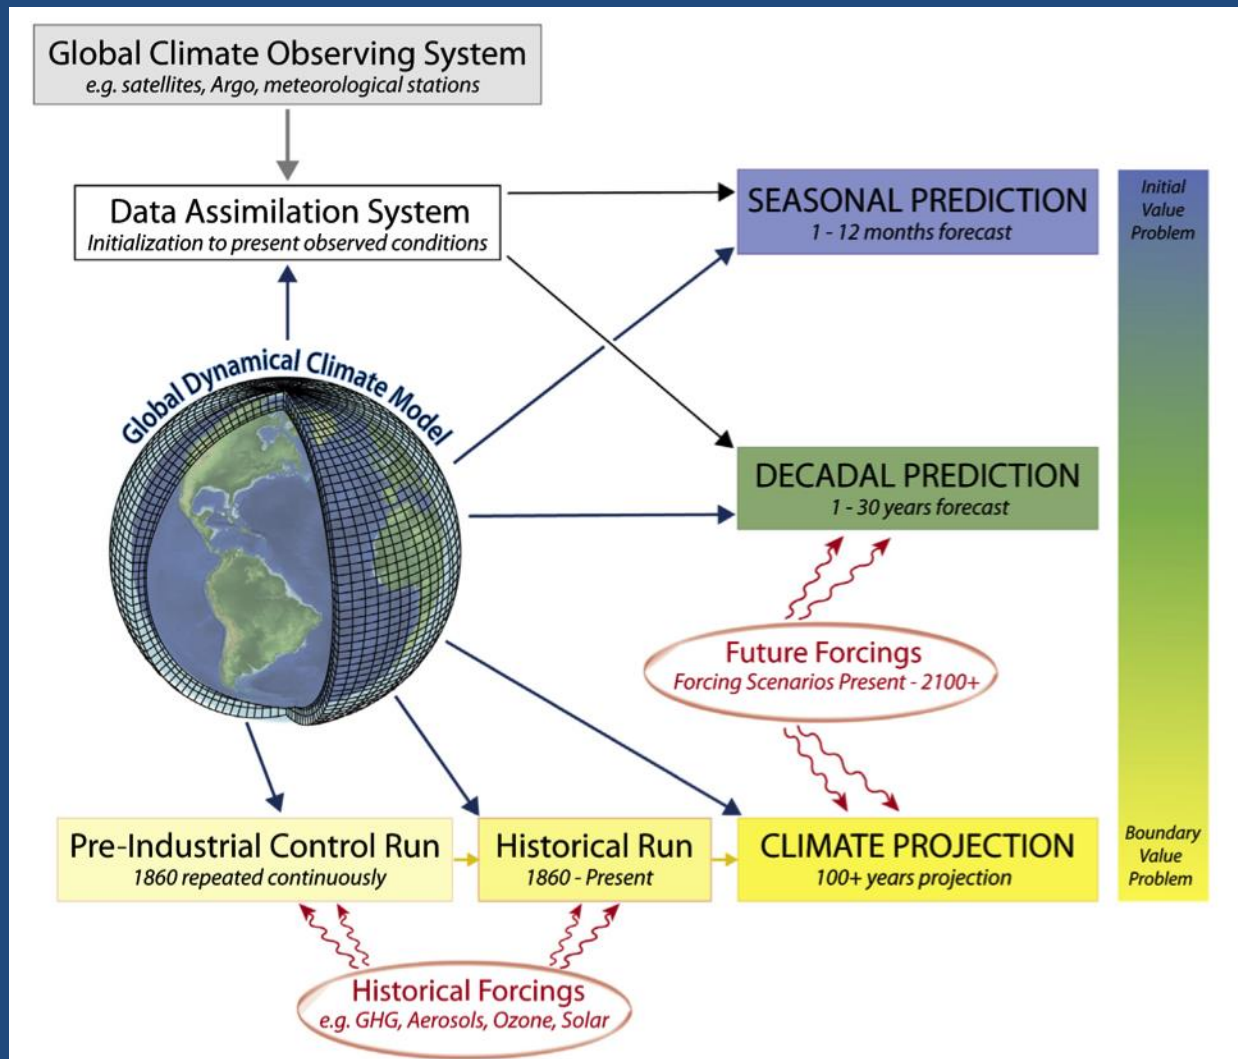 Global Climate Observing System
e.g. satellites, Argo, meteorological stations
Data Assimilation System
Initialization to present observed conditions
SEASONAL PREDICTION
1 - 12 months forecast
Initial
Value
Problem
Global Dynamical Climate Model
DECADAL PREDICTION
1 - 30 years forecast
Future Forcings
Forcing Scenarios Present - 2100+
Pre-Industrial Control Run
1860 repeated continuously
Historical Run
1860 - Present
CLIMATE PROJECTION
100+ years projection
Boundary
Value
Problem
Historical Forcings
e.g. GHG, Aerosols, Ozone, Solar